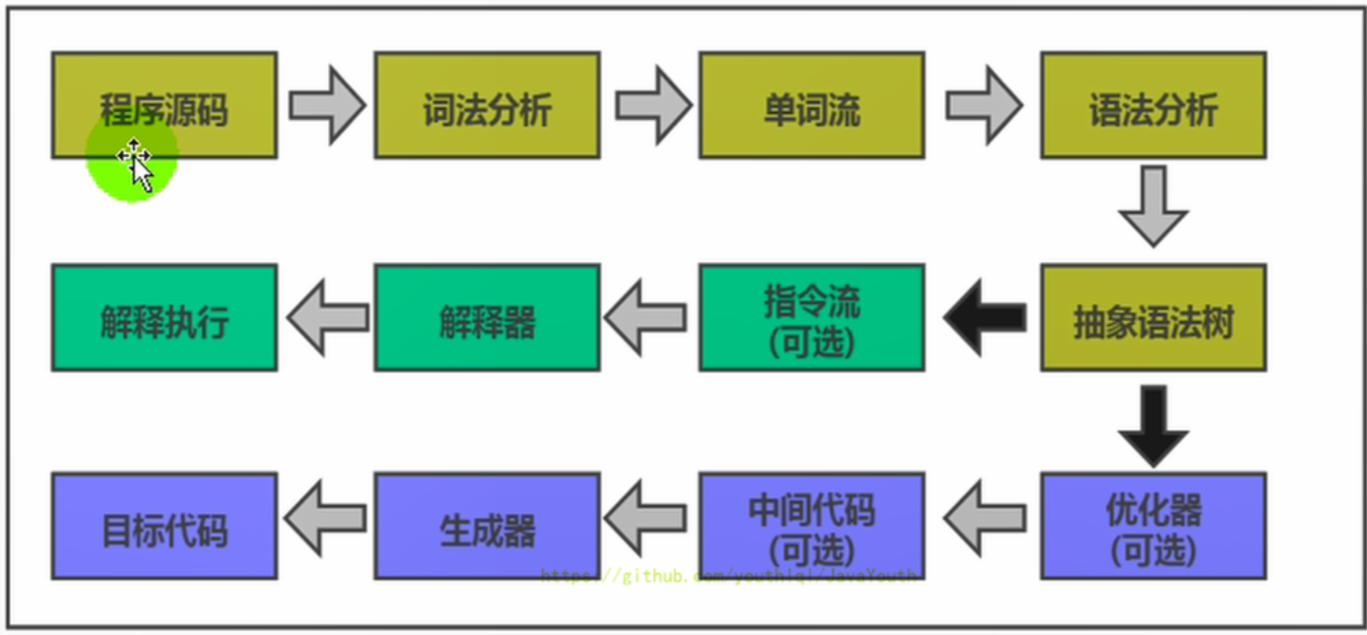 程序源码
词法分析
单词流
语法分析
解释执行
解释器
指令流
(可选)
抽象语法树
目标代码
生成器
中间代码
(可选)
优化器
(可选)
https://github.com/youthlql/JavaYouth